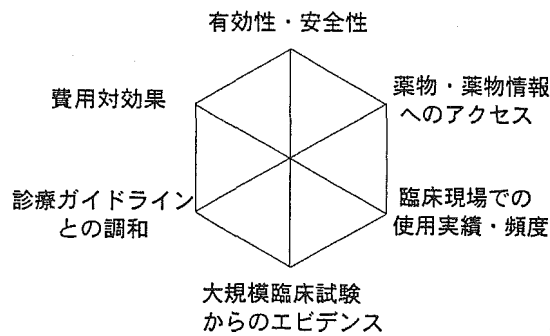 有効性・安全性
費用対効果
薬物・薬物情報
へのアクセス
診療ガイドライン
との調和
臨床現場での
使用実績・頻度
大規模臨床試験
からのエビデンス